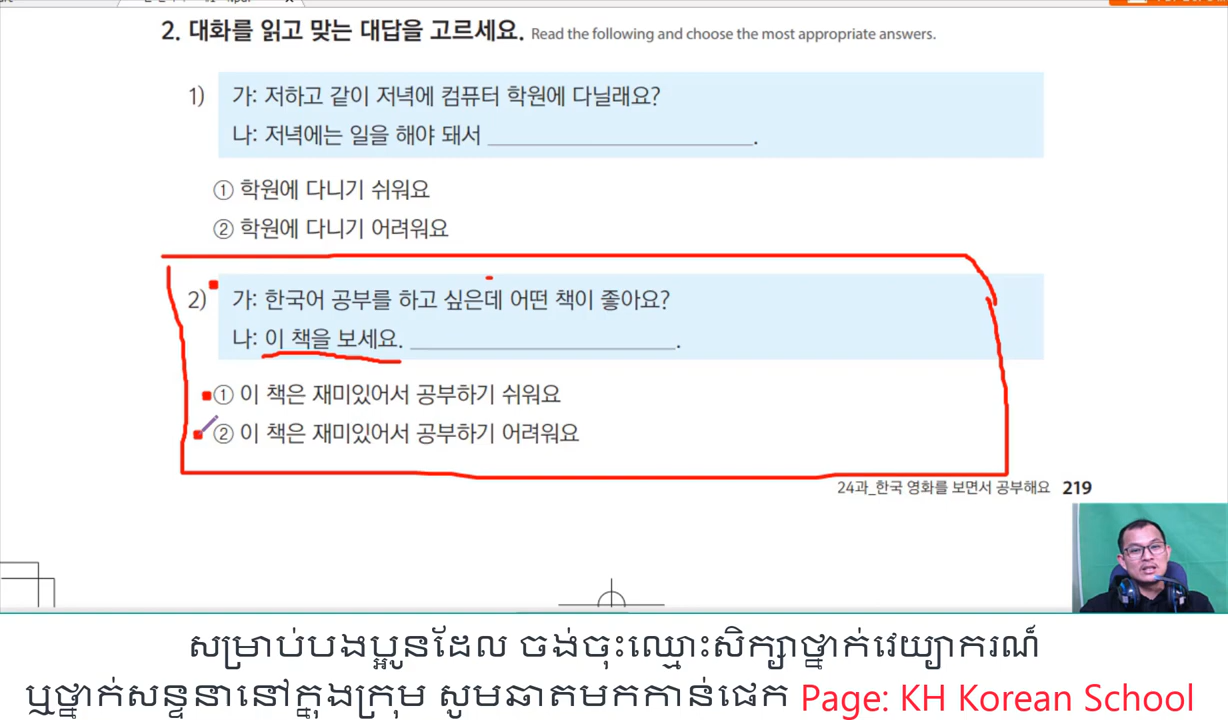 2. 대화를 읽고 맞는 대답을 고르세요. Read the following and choose the most appropriate answers.
1) 가: 저하고 같이 저녁에 컴퓨터 학원에 다닐래요?
나: 저녁에는 일을 해야 돼서 ____________________.
① 학원에 다니기 쉬워요
② 학원에 다니기 어려워요
2) 가: 한국어 공부를 하고 싶은데 어떤 책이 좋아요?
나: 이 책을 보세요. ____________________.
① 이 책은 재미있어서 공부하기 쉬워요
② 이 책은 재미있어서 공부하기 어려워요
24과_한국 영화를 보면서 공부해요 219
សម្រាប់បងប្អូនដែល ចង់ចុះឈ្មោះសិក្សាថ្នាក់វេយ្យាករណ៍
ឬថ្នាក់សន្ទនានៅក្នុងក្រុម សូមឆាតមកកាន់ផេក Page: KH Korean School